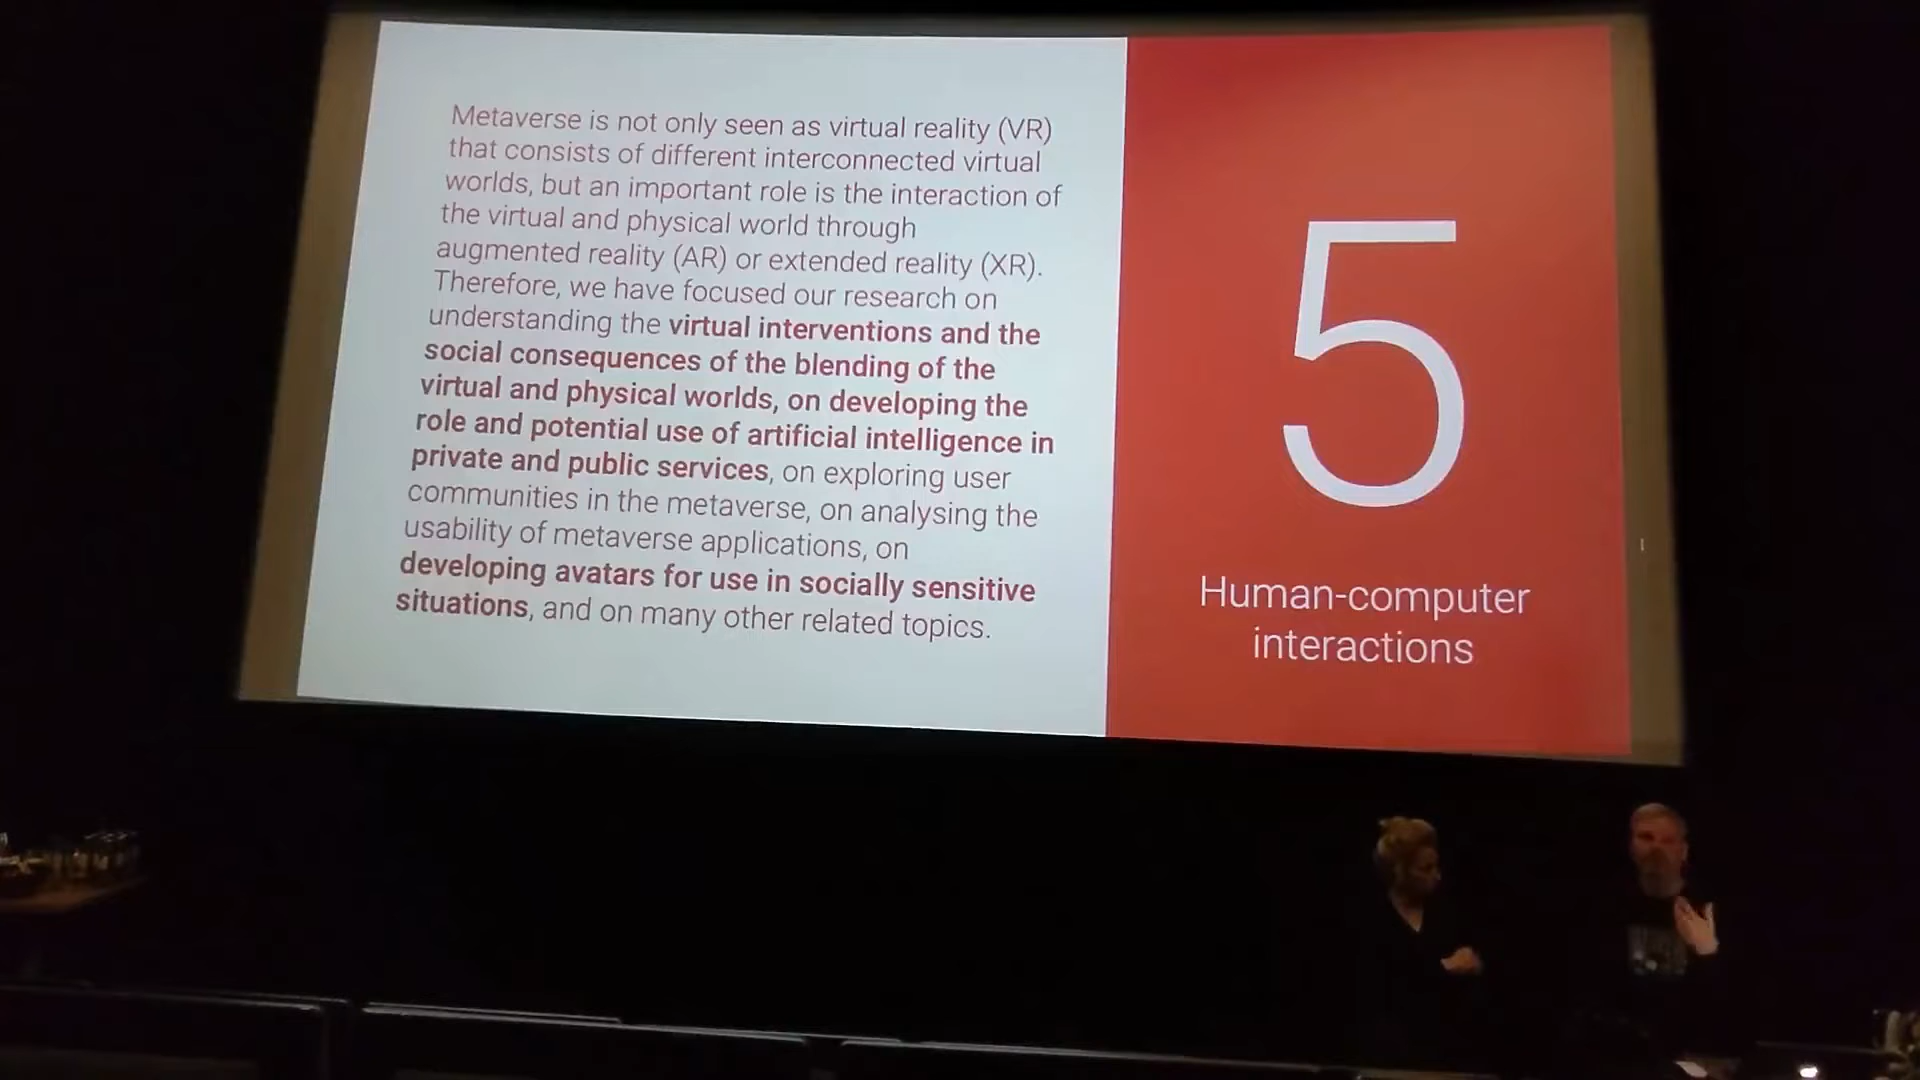 Metaverse is not only seen as virtual reality (VR)
that consists of different interconnected virtual
worlds, but an important role is the interaction of
the virtual and physical world through
augmented reality (AR) or extended reality (XR).
Therefore, we have focused our research on
understanding the virtual interventions and the
social consequences of the blending of the
virtual and physical worlds, on developing the
role and potential use of artificial intelligence in
private and public services, on exploring user
communities in the metaverse, on analysing the
usability of metaverse applications, on
developing avatars for use in socially sensitive
situations, and on many other related topics.
5
Human-computer
interactions